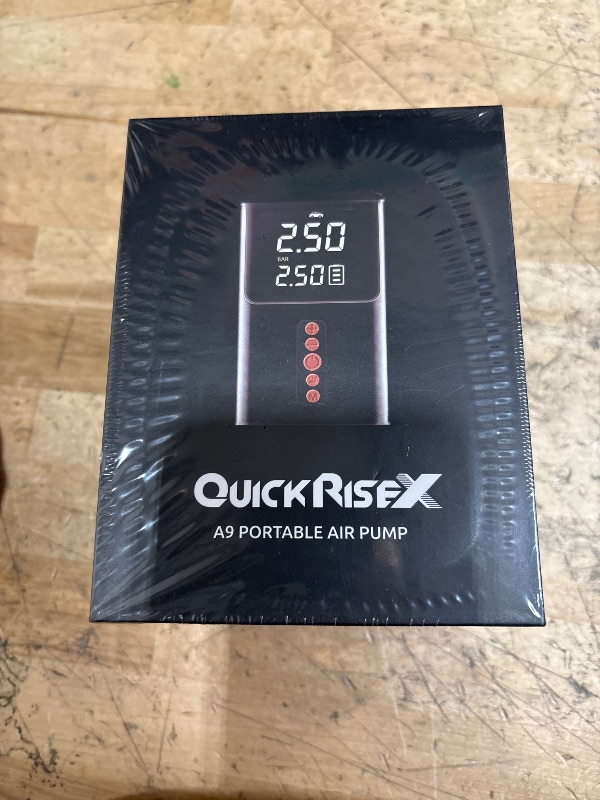 2.50
BAR
2.50
QUICKRISEX
A9 PORTABLE AIR PUMP